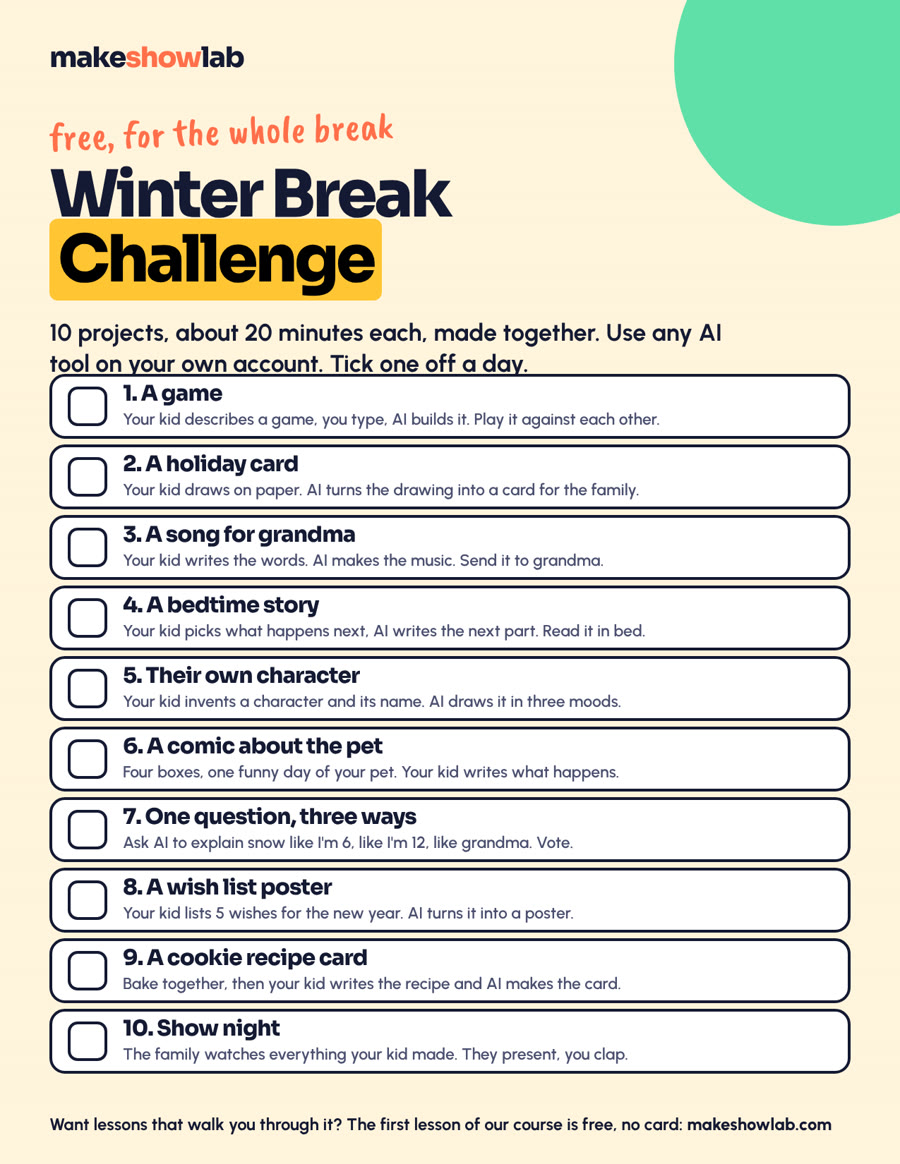 makeshowlab
free, for the whole break
Winter Break
Challenge
10 projects, about 20 minutes each, made together. Use any AI
tool on your own account. Tick one off a day.
1. A game
Your kid describes a game, you type, AI builds it. Play it against each other.
2. A holiday card
Your kid draws on paper. AI turns the drawing into a card for the family.
3. A song for grandma
Your kid writes the words. AI makes the music. Send it to grandma.
4. A bedtime story
Your kid picks what happens next, AI writes the next part. Read it in bed.
5. Their own character
Your kid invents a character and its name. AI draws it in three moods.
6. A comic about the pet
Four boxes, one funny day of your pet. Your kid writes what happens.
7. One question, three ways
Ask AI to explain snow like I'm 6, like I'm 12, like grandma. Vote.
8. A wish list poster
Your kid lists 5 wishes for the new year. AI turns it into a poster.
9. A cookie recipe card
Bake together, then your kid writes the recipe and AI makes the card.
10. Show night
The family watches everything your kid made. They present, you clap.
Want lessons that walk you through it? The first lesson of our course is free, no card: makeshowlab.com